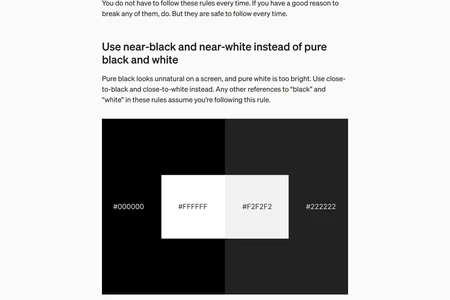 You do not have to follow these rules every time. If you have a good reason to
break any of them, do. But they are safe to follow every time.
Use near-black and near-white instead of pure
black and white
Pure black looks unnatural on a screen, and pure white is too bright. Use close-
to-black and close-to-white instead. Any other references to “black” and
“white” in these rules assume you’re following this rule.
#000000 #FFFFFF #F2F2F2 #222222